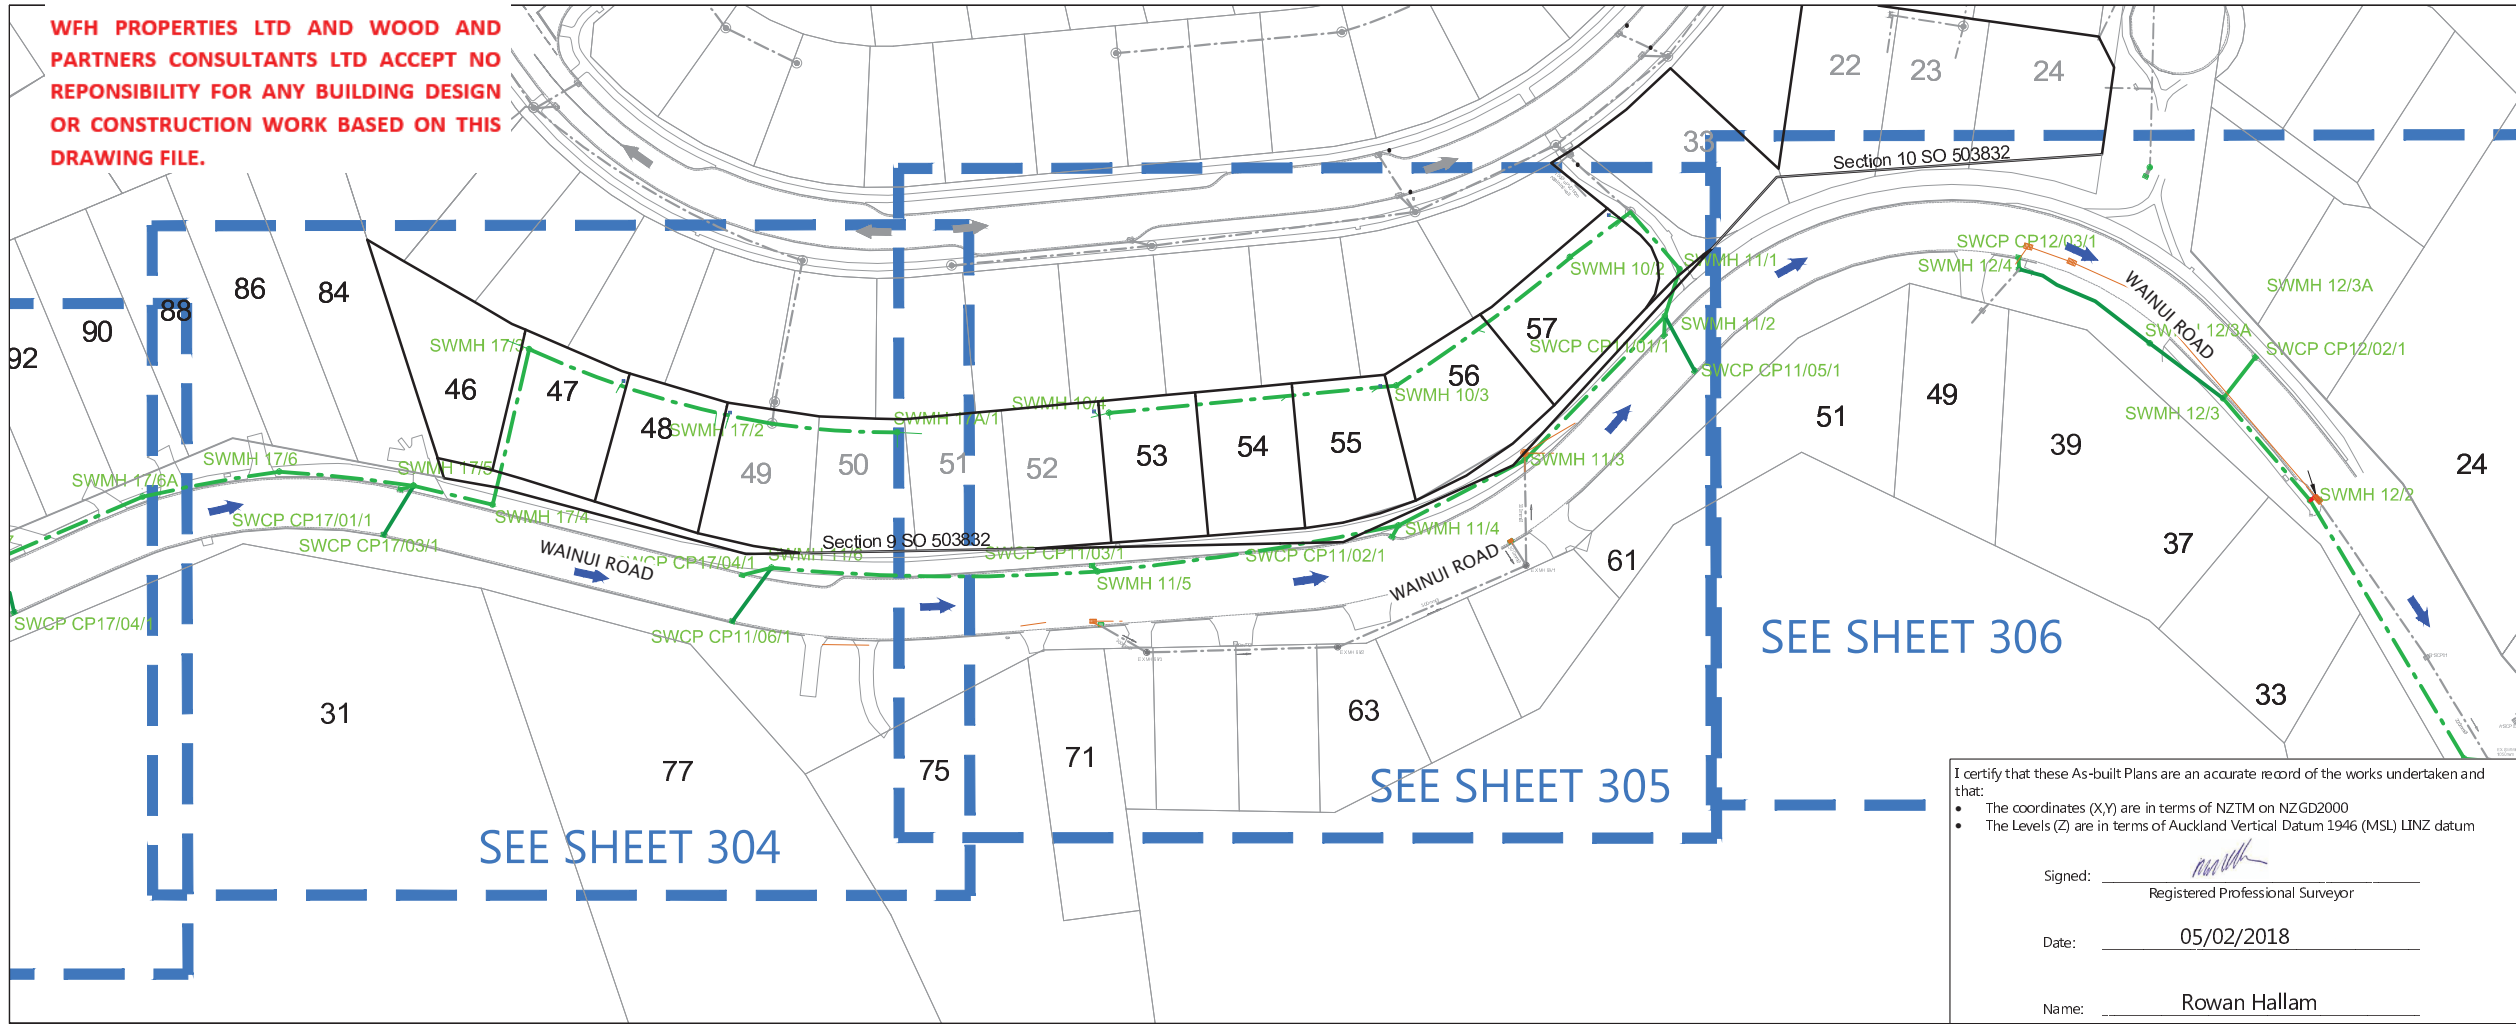 WFH PROPERTIES LTD AND WOOD AND
PARTNERS CONSULTANTS LTD ACCEPT NO
REPONSIBILITY FOR ANY BUILDING DESIGN
OR CONSTRUCTION WORK BASED ON THIS
DRAWING FILE.
22
23
24
33
Section 10 SO 503832
92
90
88
86
84
46
47
48
49
50
51
52
53
54
55
56
57
SWMH 17/3
SWMH 17/2
SWMH 17A/1
SWMH 10/4
SWMH 10/3
SWMH 10/2
SWMH 11/1
SWMH 11/2
SWCP CP11/01/1
SWCP CP11/05/1
SWMH 11/3
SWMH 11/4
SWCP CP11/02/1
SWCP CP11/03/1
SWMH 11/5
SWMH 11/6
SWCP CP11/06/1
SWMH 17/6
SWMH 17/6A
SWMH 17/5
SWMH 17/4
SWCP CP17/01/1
SWCP CP17/03/1
CP17/04/1
SWCP CP17/04/1
Section 9 SO 503832
WAINUI ROAD
WAINUI ROAD
WAINUI ROAD
SWCP CP12/03/1
SWMH 12/4
SWMH 12/3A
12/3A
SWCP CP12/02/1
SWMH 12/3
SWMH 12/2
51
49
39
37
33
24
61
63
71
75
77
31
SEE SHEET 304
SEE SHEET 305
SEE SHEET 306
I certify that these As-built Plans are an accurate record of the works undertaken and
that:
• The coordinates (X,Y) are in terms of NZTM on NZGD2000
• The Levels (Z) are in terms of Auckland Vertical Datum 1946 (MSL) LINZ datum
Signed:
Registered Professional Surveyor
Date: 05/02/2018
Name: Rowan Hallam